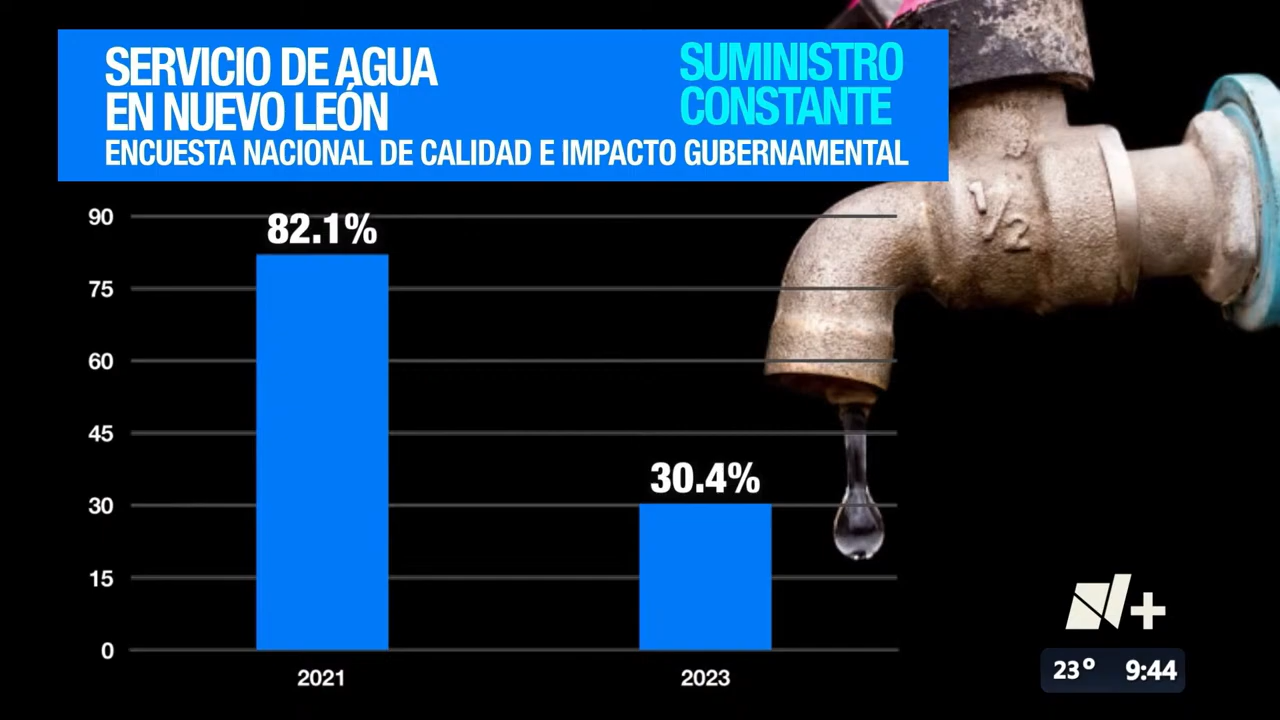 SERVICIO DE AGUA
EN NUEVO LEÓN
SUMINISTRO
CONSTANTE
ENCUESTA NACIONAL DE CALIDAD E IMPACTO GUBERNAMENTAL
90
82.1%
75
60
45
30.4%
30
15
0
2021
2023
1/2
N+
23° 9:44